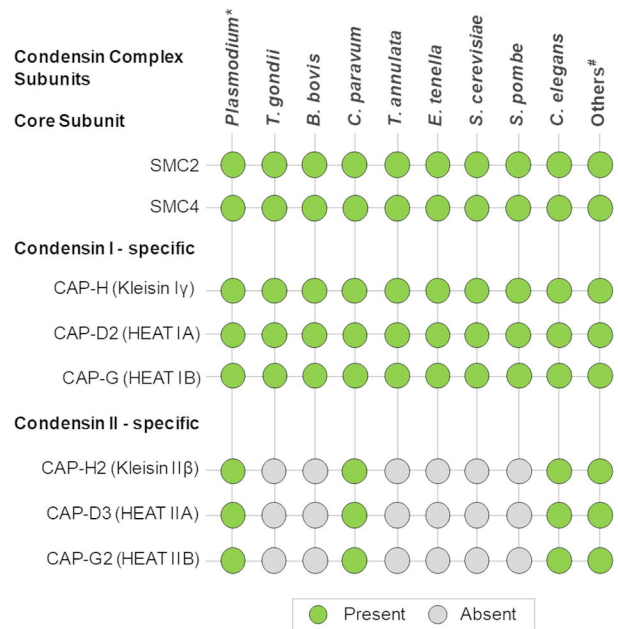 Condensin Complex
Subunits
Core Subunit
Plasmodium*
T. gondii
B. bovis
C. paravum
T. annulata
E. tenella
S. cerevisiae
S. pombe
C. elegans
Others#
SMC2
SMC4
Condensin I - specific
CAP-H (Kleisin Iγ)
CAP-D2 (HEAT IA)
CAP-G (HEAT IB)
Condensin II - specific
CAP-H2 (Kleisin IIβ)
CAP-D3 (HEAT IIA)
CAP-G2 (HEAT IIB)
Present
Absent